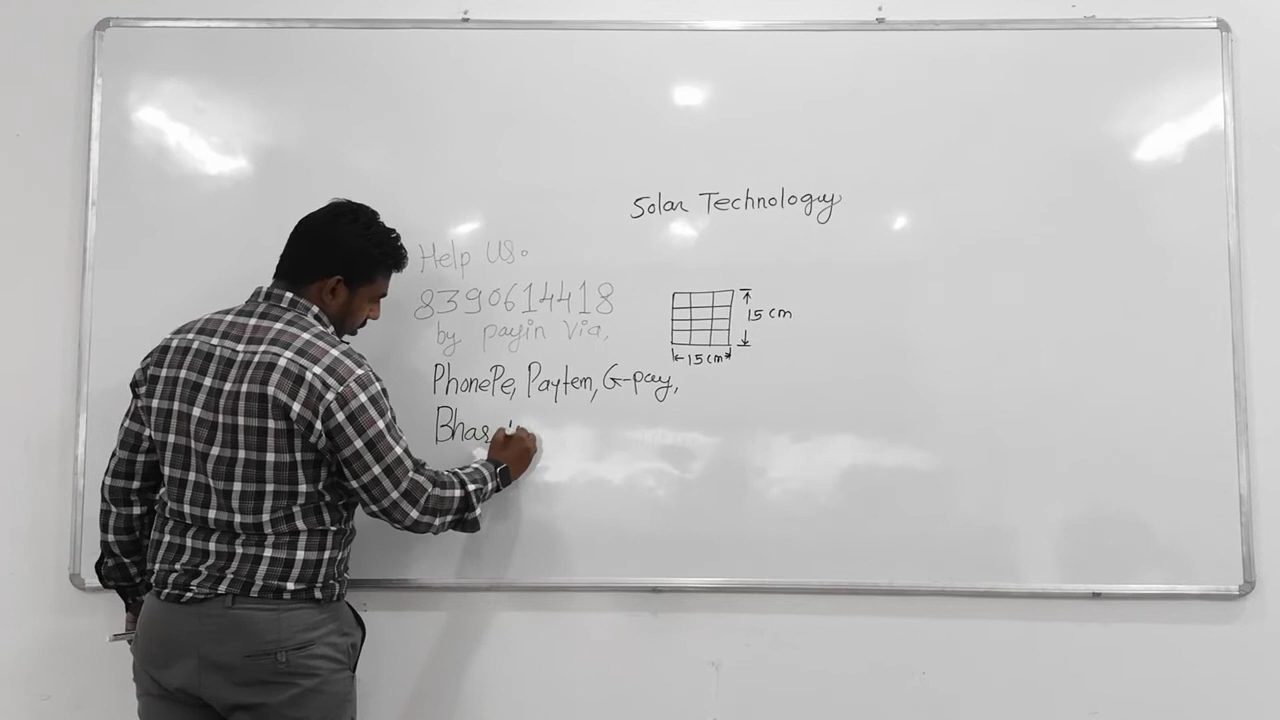 Solar Technology
Help Us.
8390614418
by payin Via,
PhonePe, Paytem, G-pay,
15 cm
15 cm